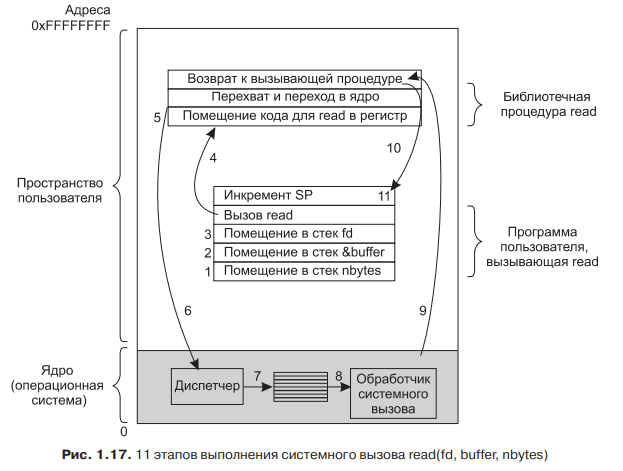 Адреса
0xFFFFFFFF
Возврат к вызывающей процедуре
Перехват и переход в ядро
5
Помещение кода для read в регистр
Библиотечная
процедура read
4
10
Пространство
пользователя
Инкремент SP
11
Вызов read
3
Помещение в стек fd
2
Помещение в стек &buffer
1
Помещение в стек nbytes
Программа
пользователя,
вызывающая read
6
9
Ядро
(операционная
система)
Диспетчер
7
8
Обработчик
системного
вызова
0
Рис. 1.17. 11 этапов выполнения системного вызова read(fd, buffer, nbytes)